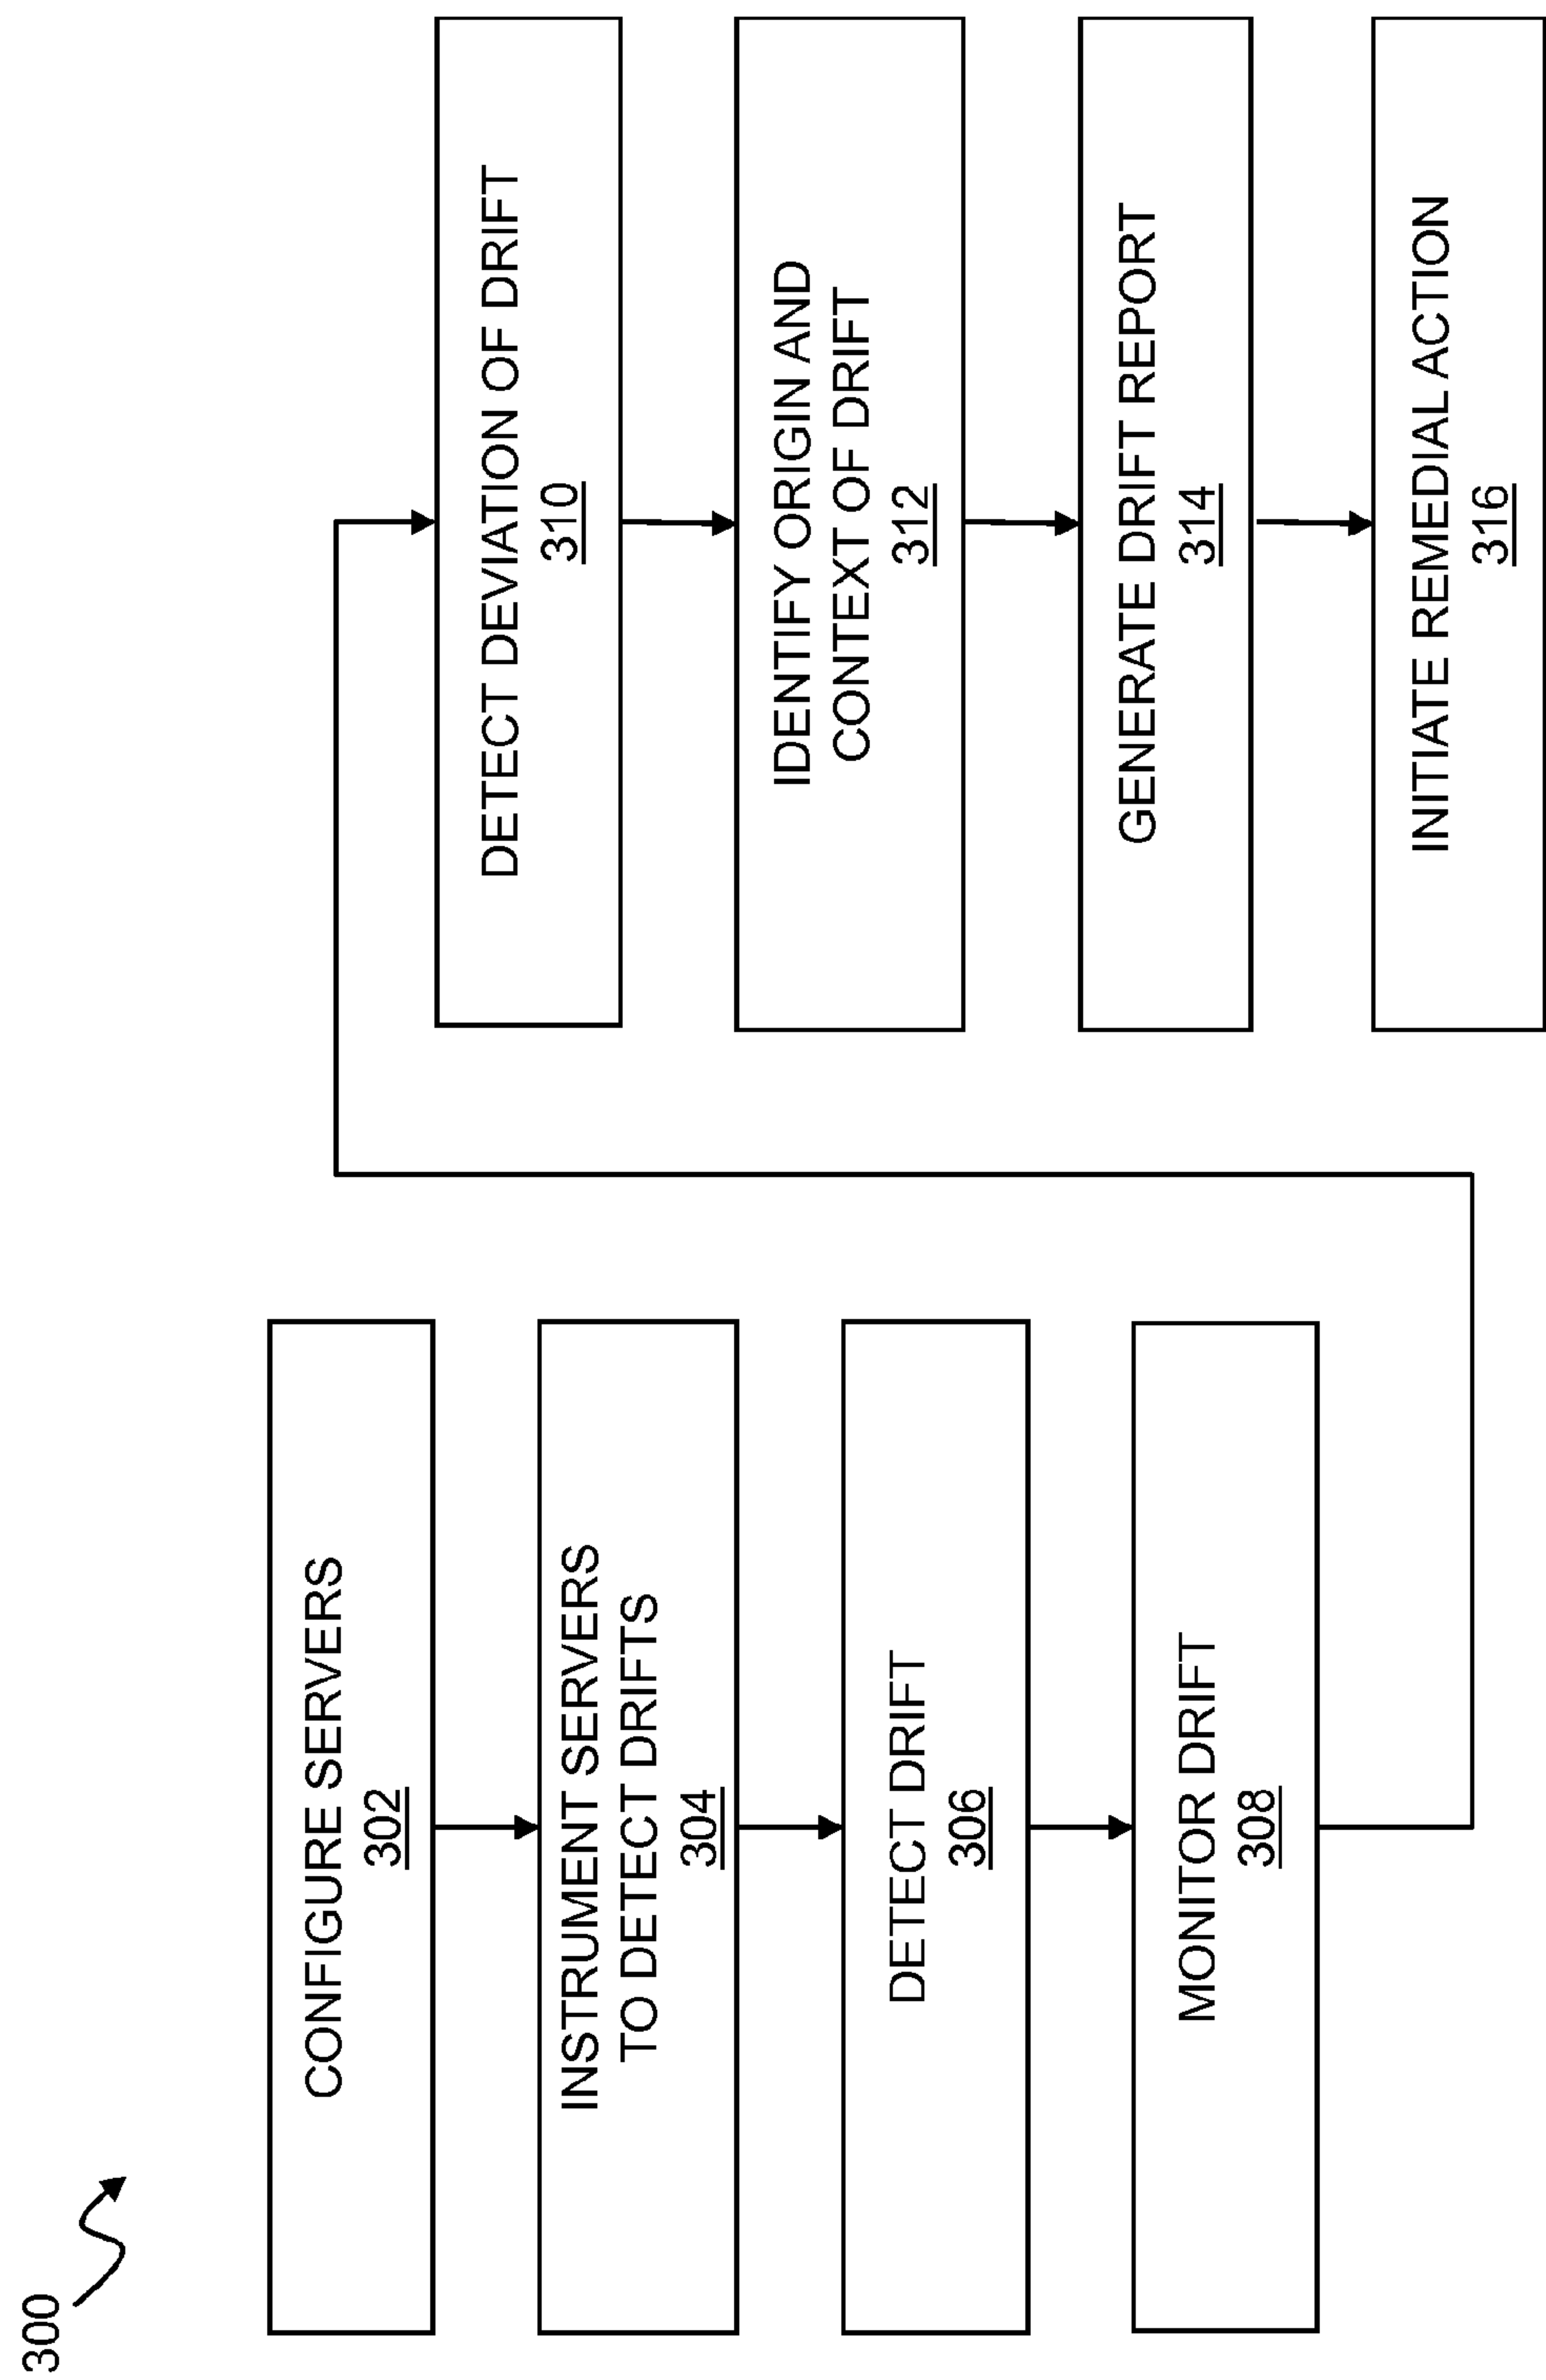 300
CONFIGURE SERVERS
302
INSTRUMENT SERVERS
TO DETECT DRIFTS
304
DETECT DRIFT
306
MONITOR DRIFT
308
DETECT DEVIATION OF DRIFT
310
IDENTIFY ORIGIN AND
CONTEXT OF DRIFT
312
GENERATE DRIFT REPORT
314
INITIATE REMEDIAL ACTION
316